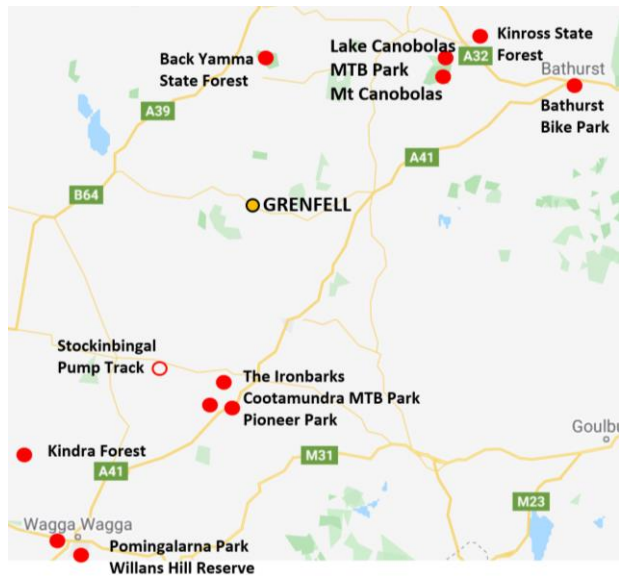 Kinross State
Forest
Lake Canobolas
MTB Park
Mt Canobolas
A32
Back Yamma
State Forest
Bathurst
Bathurst
Bike Park
A39
A41
B64
GRENFELL
Stockinbingal
Pump Track
The Ironbarks
Cootamundra MTB Park
Pioneer Park
Goulbu
Kindra Forest
A41
M31
M23
Wagga Wagga
Pomingalarna Park
Willans Hill Reserve